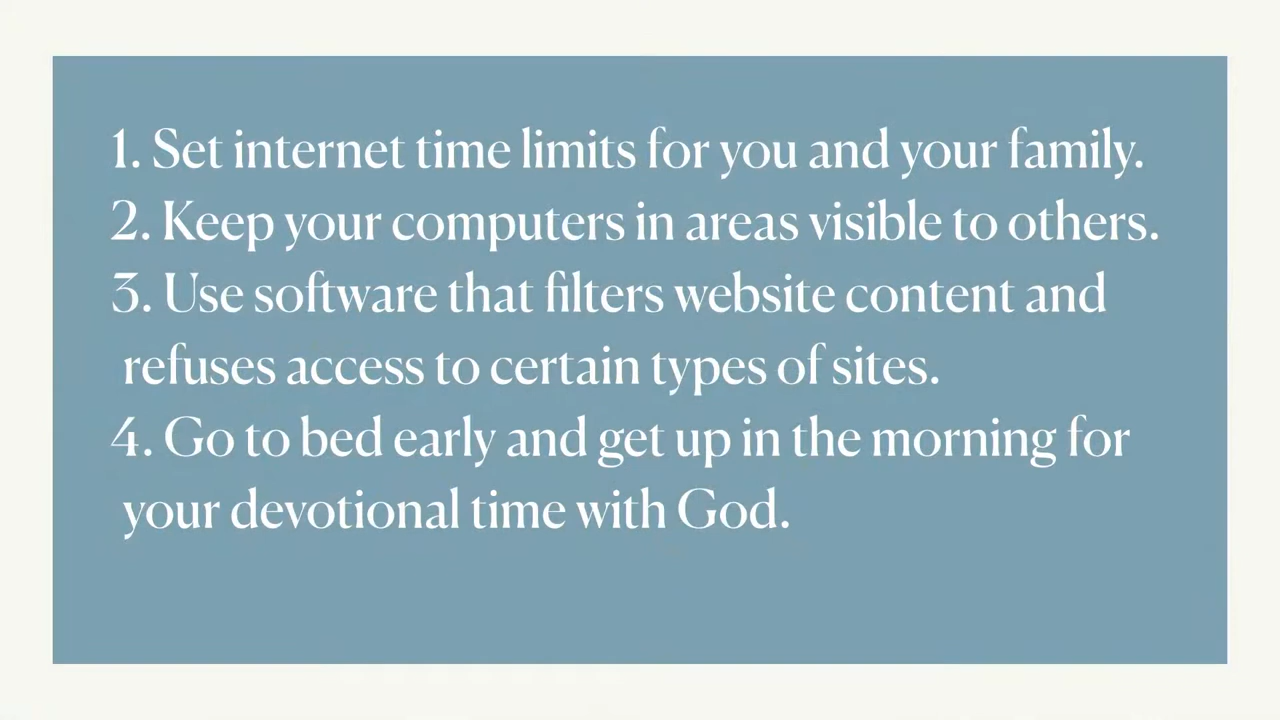 1. Set internet time limits for you and your family.
2. Keep your computers in areas visible to others.
3. Use software that filters website content and
refuses access to certain types of sites.
4. Go to bed early and get up in the morning for
your devotional time with God.